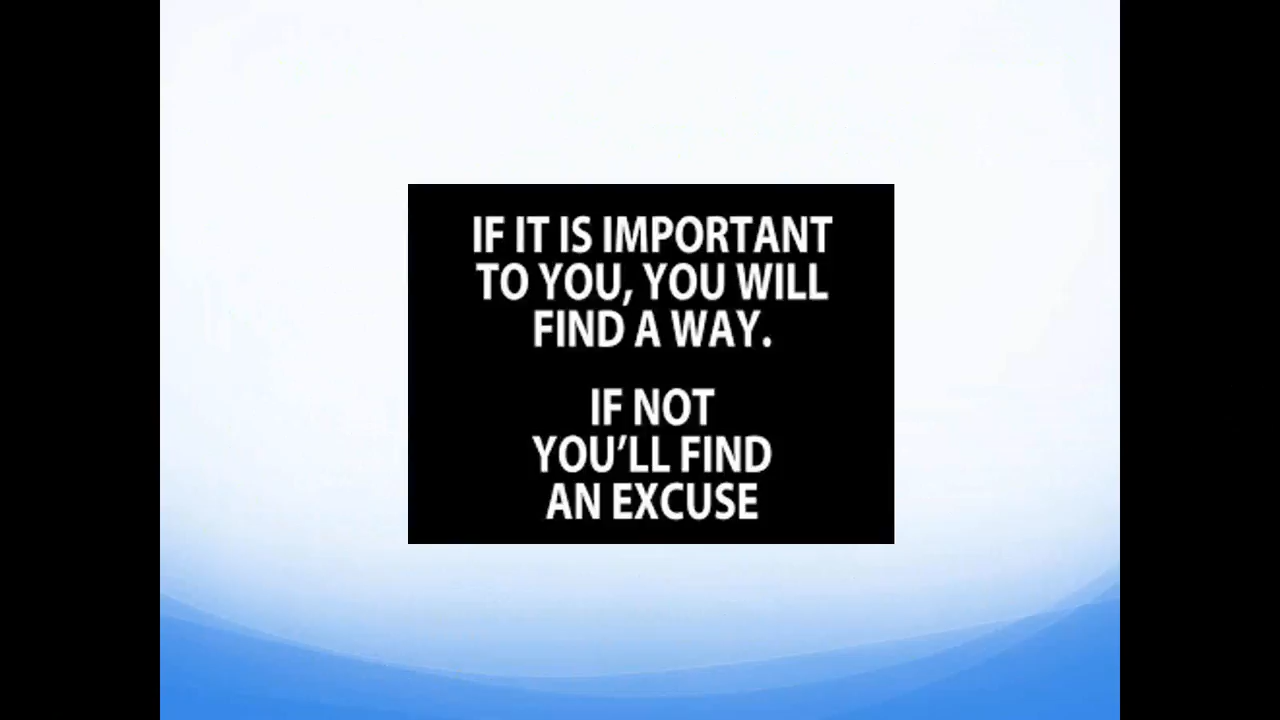 IF IT IS IMPORTANT
TO YOU, YOU WILL
FIND A WAY.
IF NOT
YOU’LL FIND
AN EXCUSE